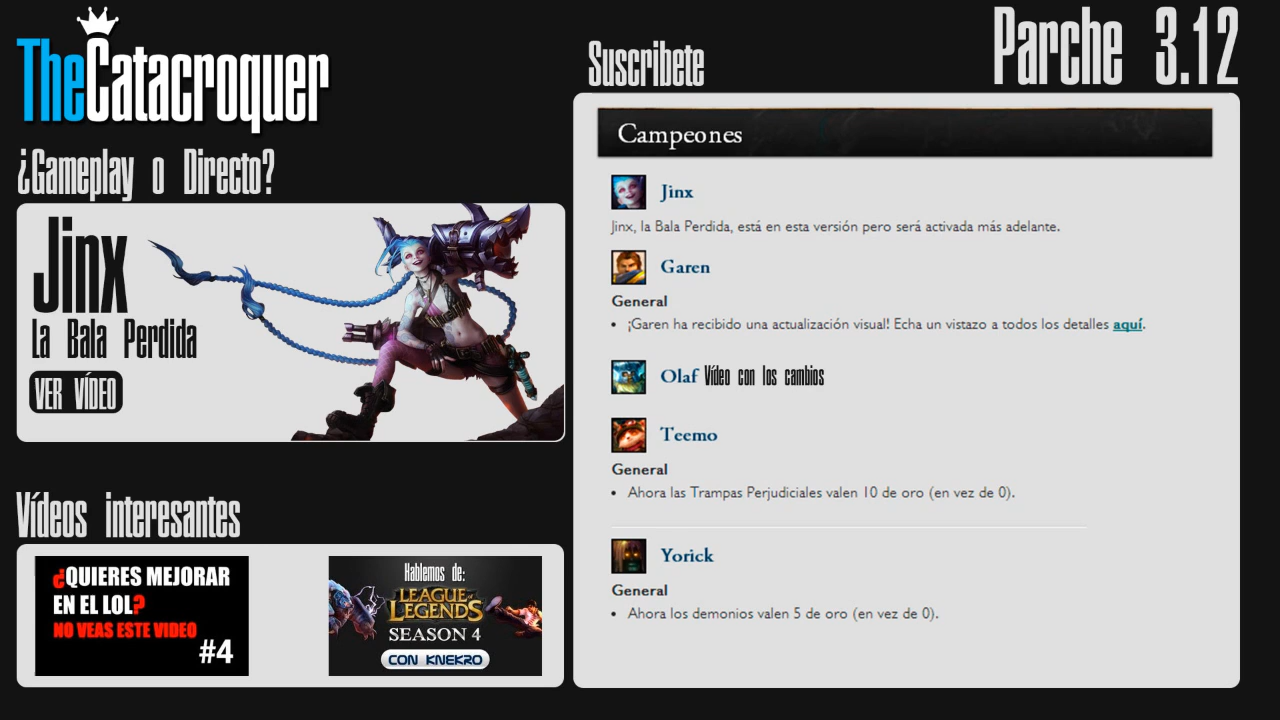 TheCatacroquer
¿Gameplay o Directo?
Jinx
La Bala Perdida
VER VÍDEO
Vídeos interesantes
¿QUIERES MEJORAR
EN EL LOL?
NO VEAS ESTE VIDEO
#4
Hablemos de:
LEAGUE of
LEGENDS
SEASON 4
CON KNEKRO
Suscribete
Parche 3.12
Campeones
Jinx
Jinx, la Bala Perdida, está en esta versión pero será activada más adelante.
Garen
General
• ¡Garen ha recibido una actualización visual! Echa un vistazo a todos los detalles aquí.
Olaf Vídeo con los cambios
Teemo
General
• Ahora las Trampas Perjudiciales valen 10 de oro (en vez de 0).
Yorick
General
• Ahora los demonios valen 5 de oro (en vez de 0).